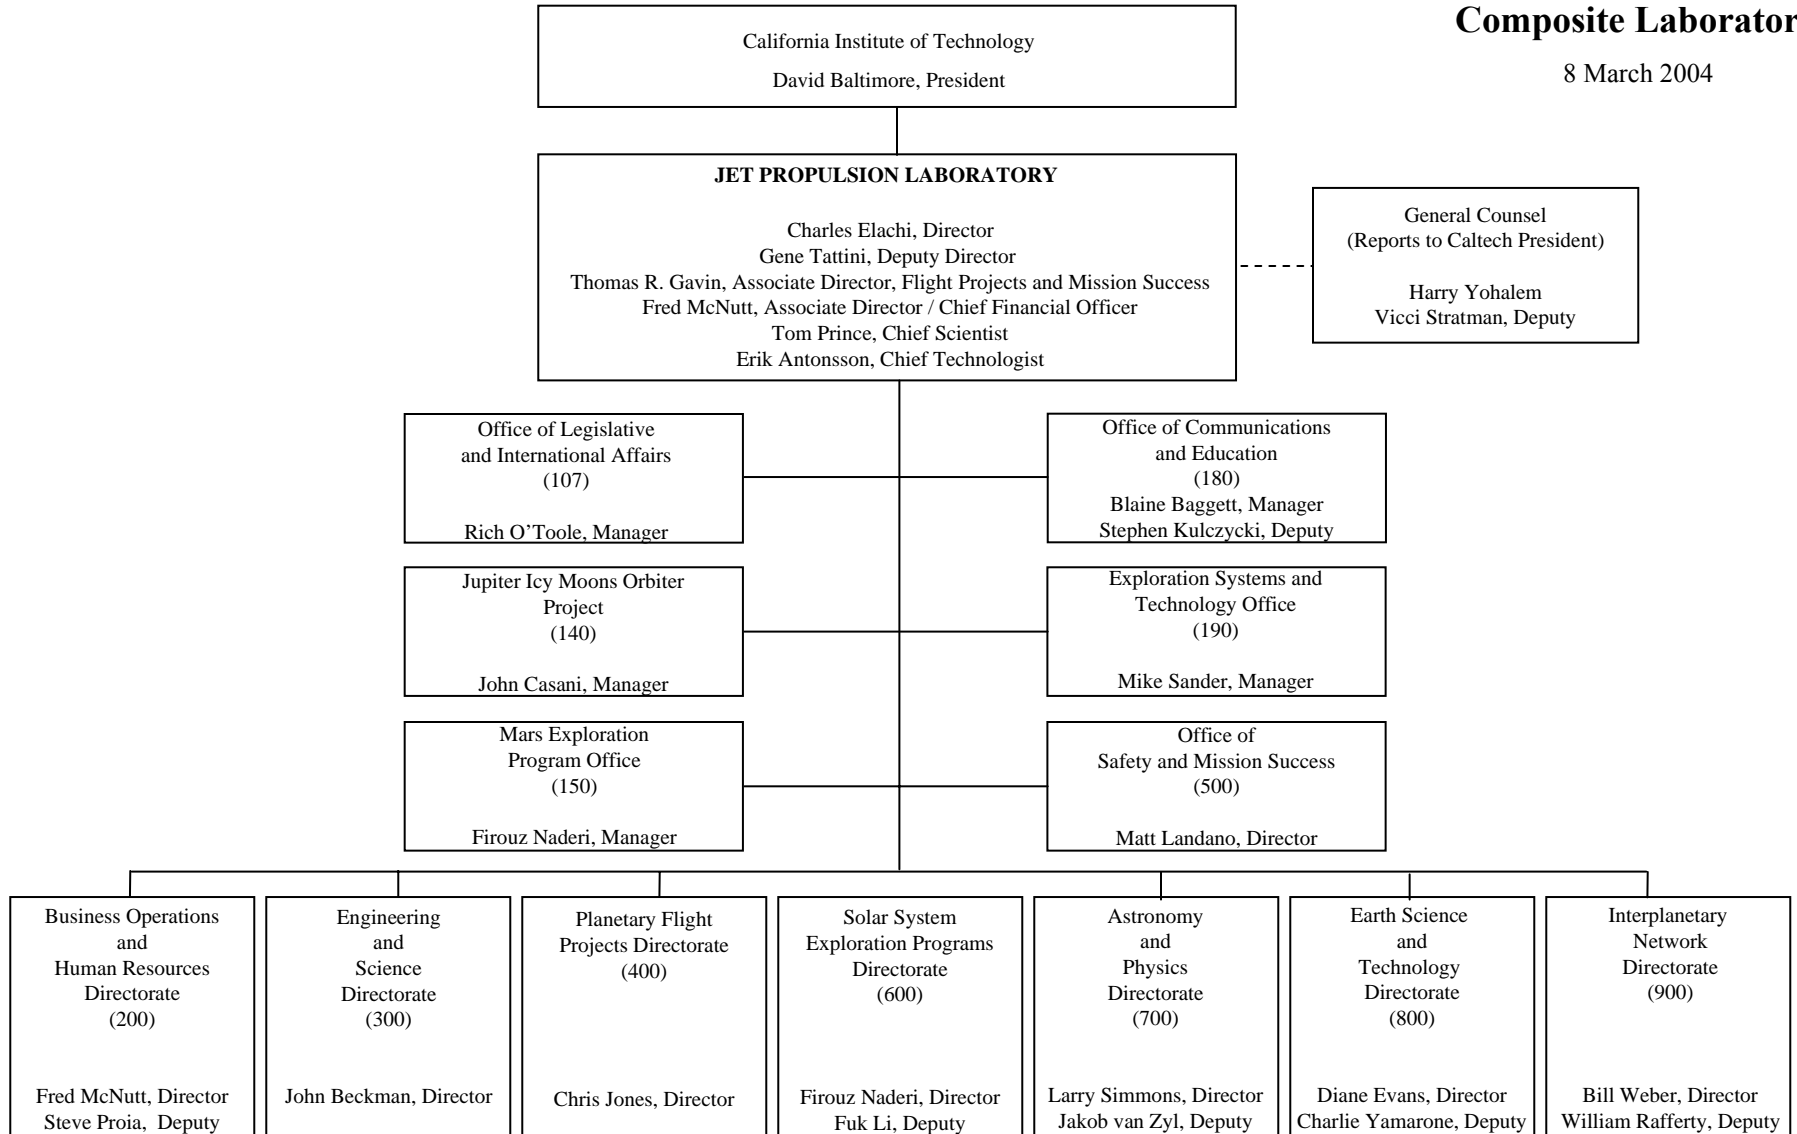 Composite Laborator
8 March 2004
California Institute of Technology
David Baltimore, President
JET PROPULSION LABORATORY
Charles Elachi, Director
Gene Tattini, Deputy Director
Thomas R. Gavin, Associate Director, Flight Projects and Mission Success
Fred McNutt, Associate Director / Chief Financial Officer
Tom Prince, Chief Scientist
Erik Antonsson, Chief Technologist
General Counsel
(Reports to Caltech President)
Harry Yohalem
Vicci Stratman, Deputy
Office of Legislative
and International Affairs
(107)
Rich O’Toole, Manager
Office of Communications
and Education
(180)
Blaine Baggett, Manager
Stephen Kulczycki, Deputy
Jupiter Icy Moons Orbiter
Project
(140)
John Casani, Manager
Exploration Systems and
Technology Office
(190)
Mike Sander, Manager
Mars Exploration
Program Office
(150)
Firouz Naderi, Manager
Office of
Safety and Mission Success
(500)
Matt Landano, Director
Business Operations
and
Human Resources
Directorate
(200)
Fred McNutt, Director
Steve Proia, Deputy
Engineering
and
Science
Directorate
(300)
John Beckman, Director
Planetary Flight
Projects Directorate
(400)
Chris Jones, Director
Solar System
Exploration Programs
Directorate
(600)
Firouz Naderi, Director
Fuk Li, Deputy
Astronomy
and
Physics
Directorate
(700)
Larry Simmons, Director
Jakob van Zyl, Deputy
Earth Science
and
Technology
Directorate
(800)
Diane Evans, Director
Charlie Yamarone, Deputy
Interplanetary
Network
Directorate
(900)
Bill Weber, Director
William Rafferty, Deputy